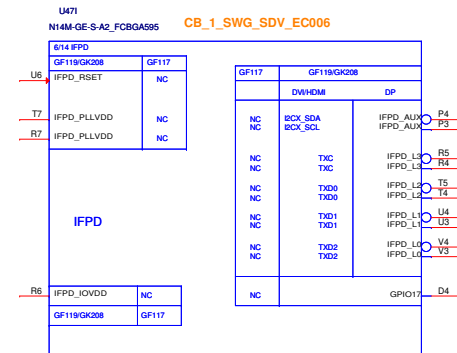 U47I
N14M-GE-S-A2_FCBGA595 CB_1_SWG_SDV_EC006
6/14 IFPD
GF119/GK208 GF117
U6 IFPD_RSET NC
T7 IFPD_PLLVDD NC
R7 IFPD_PLLVDD NC
IFPD
R6 IFPD_IOVDD NC
GF119/GK208 GF117
GF117 GF119/GK208
DVI/HDMI DP
NC I2CX_SDA IFPD_AUX P4
NC I2CX_SCL IFPD_AUX P3
NC TXC IFPD_L3 R5
NC TXC IFPD_L3 R4
NC TXD0 IFPD_L2 T5
NC TXD0 IFPD_L2 T4
NC TXD1 IFPD_L1 U4
NC TXD1 IFPD_L1 U3
NC TXD2 IFPD_L0 V4
NC TXD2 IFPD_L0 V3
NC GPIO17 D4